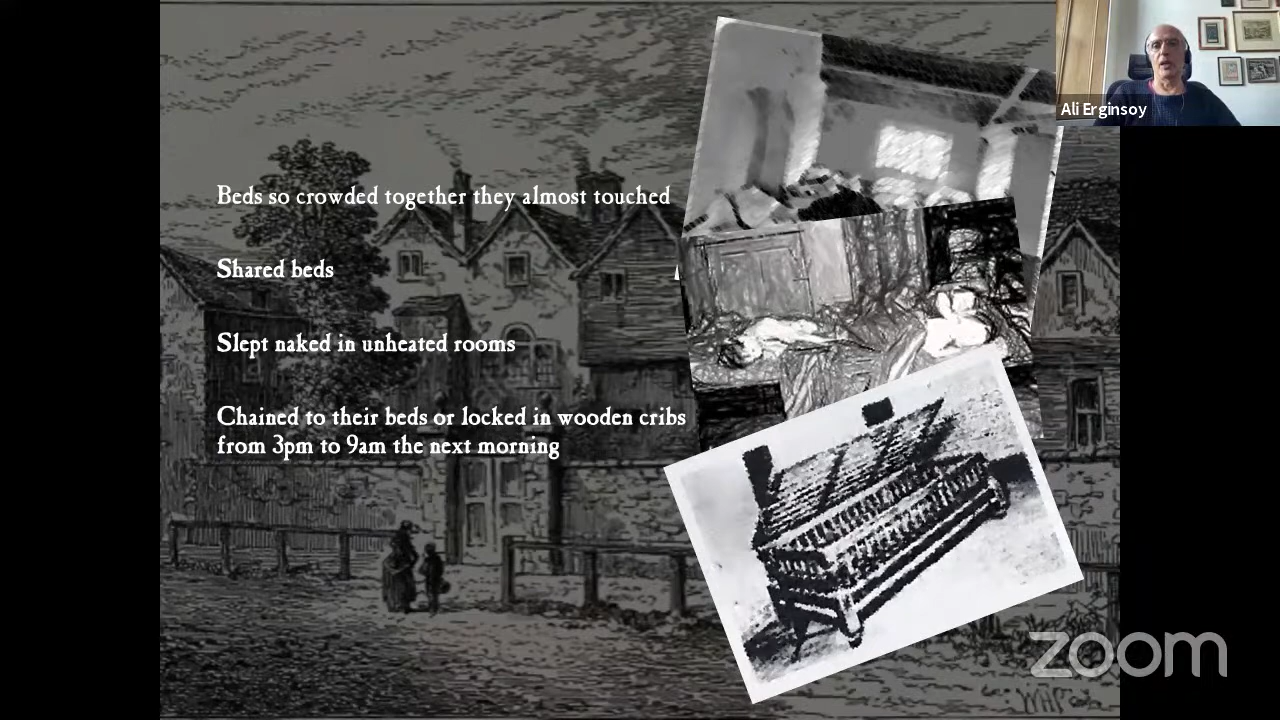 Beds so crowded together they almost touched
Shared beds
Slept naked in unheated rooms
Chained to their beds or locked in wooden cribs
from 3pm to 9am the next morning
Ali Erginsoy
zoom